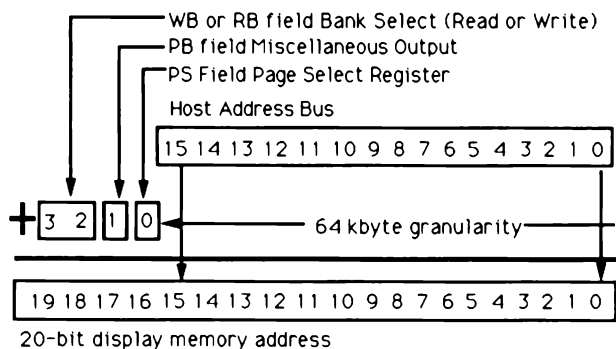 WB or RB field Bank Select (Read or Write)
PB field Miscellaneous Output
PS Field Page Select Register
Host Address Bus
15 14 13 12 11 10 9 8 7 6 5 4 3 2 1 0
+ 3 2 1 0 64 kbyte granularity
19 18 17 16 15 14 13 12 11 10 9 8 7 6 5 4 3 2 1 0
20-bit display memory address